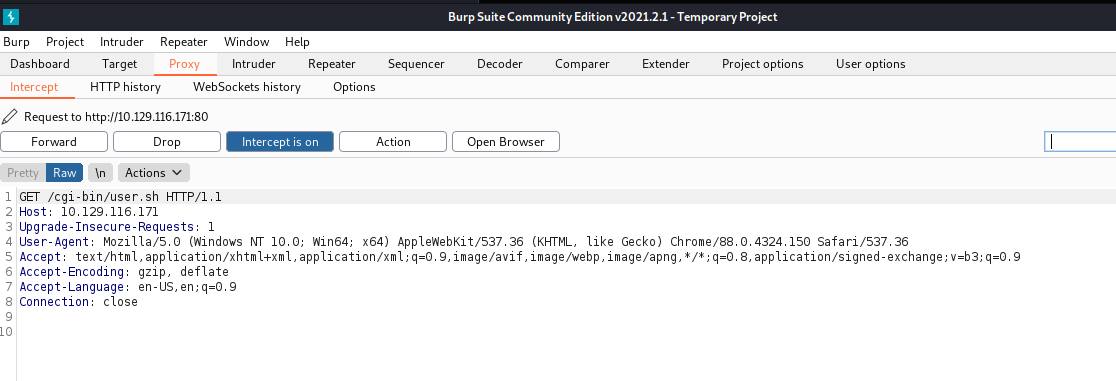 Burp Suite Community Edition v2021.2.1 - Temporary Project
Burp Project Intruder Repeater Window Help
Dashboard Target Proxy Intruder Repeater Sequencer Decoder Comparer Extender Project options User options
Intercept HTTP history WebSockets history Options
Request to http://10.129.116.171:80
Forward Drop Intercept is on Action Open Browser
Pretty Raw \n Actions
1 GET /cgi-bin/user.sh HTTP/1.1
2 Host: 10.129.116.171
3 Upgrade-Insecure-Requests: 1
4 User-Agent: Mozilla/5.0 (Windows NT 10.0; Win64; x64) AppleWebKit/537.36 (KHTML, like Gecko) Chrome/88.0.4324.150 Safari/537.36
5 Accept: text/html,application/xhtml+xml,application/xml;q=0.9,image/avif,image/webp,image/apng,*/*;q=0.8,application/signed-exchange;v=b3;q=0.9
6 Accept-Encoding: gzip, deflate
7 Accept-Language: en-US,en;q=0.9
8 Connection: close
9
10